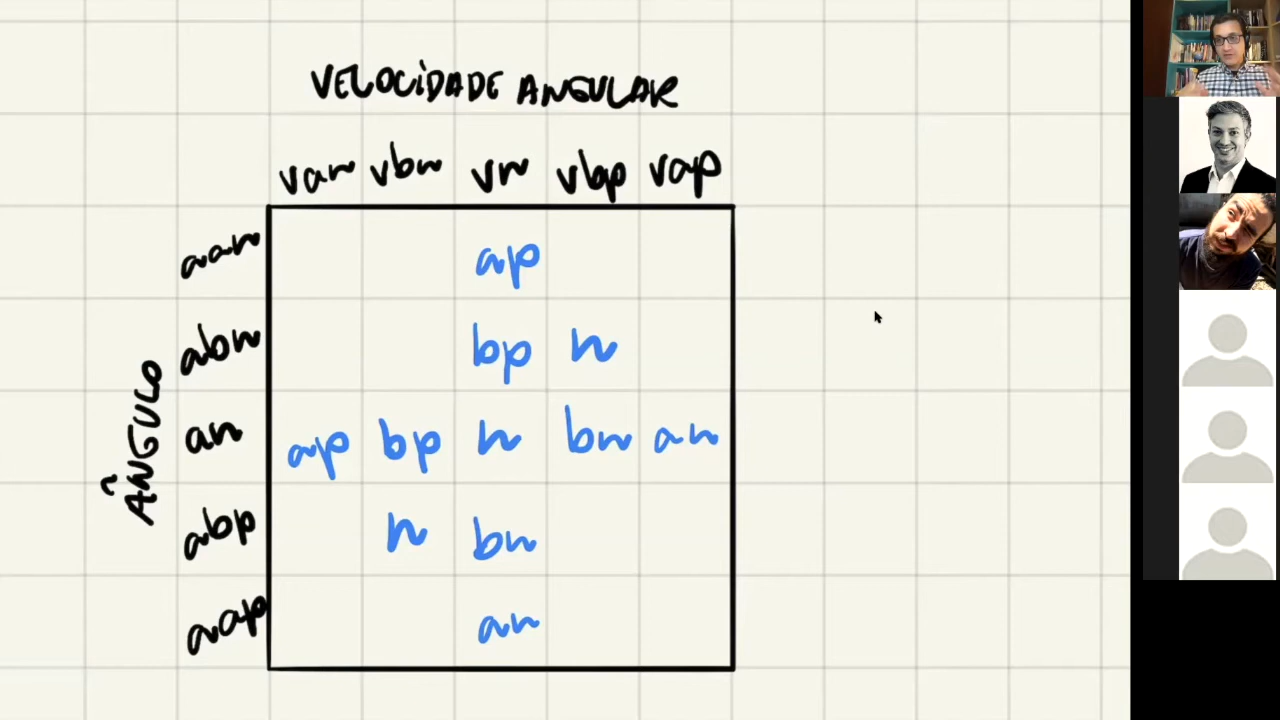 VELOCIDADE ANGULAR
van vbn vn vbp vap
ÂNGULO
aan ap
abn bp n
an ap bp n bn an
abp n bn
aap an